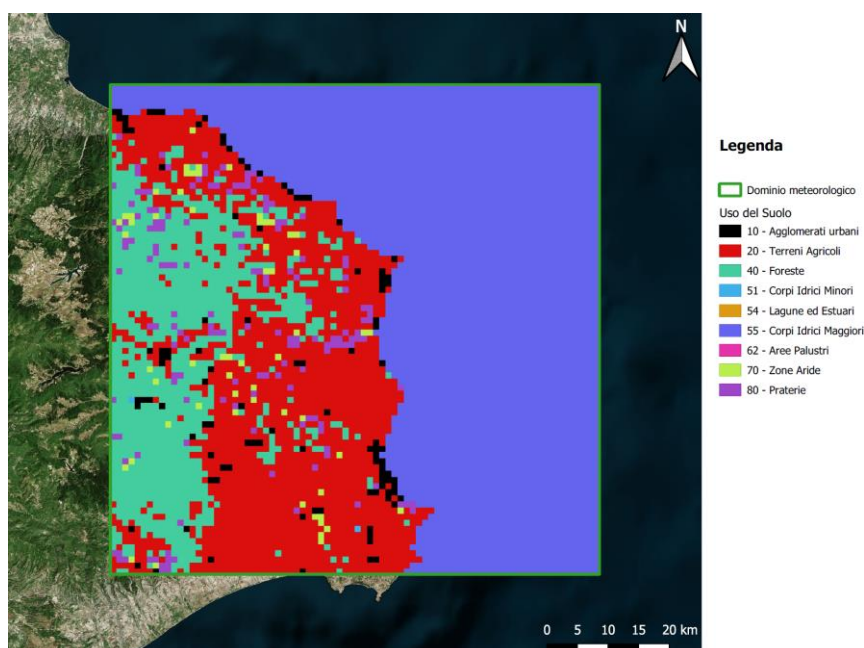 N
Legenda
Dominio meteorologico
Uso del Suolo
10 - Agglomerati urbani
20 - Terreni Agricoli
40 - Foreste
51 - Corpi Idrici Minori
54 - Lagune ed Estuari
55 - Corpi Idrici Maggiori
62 - Aree Palustri
70 - Zone Aride
80 - Praterie
0 5 10 15 20 km